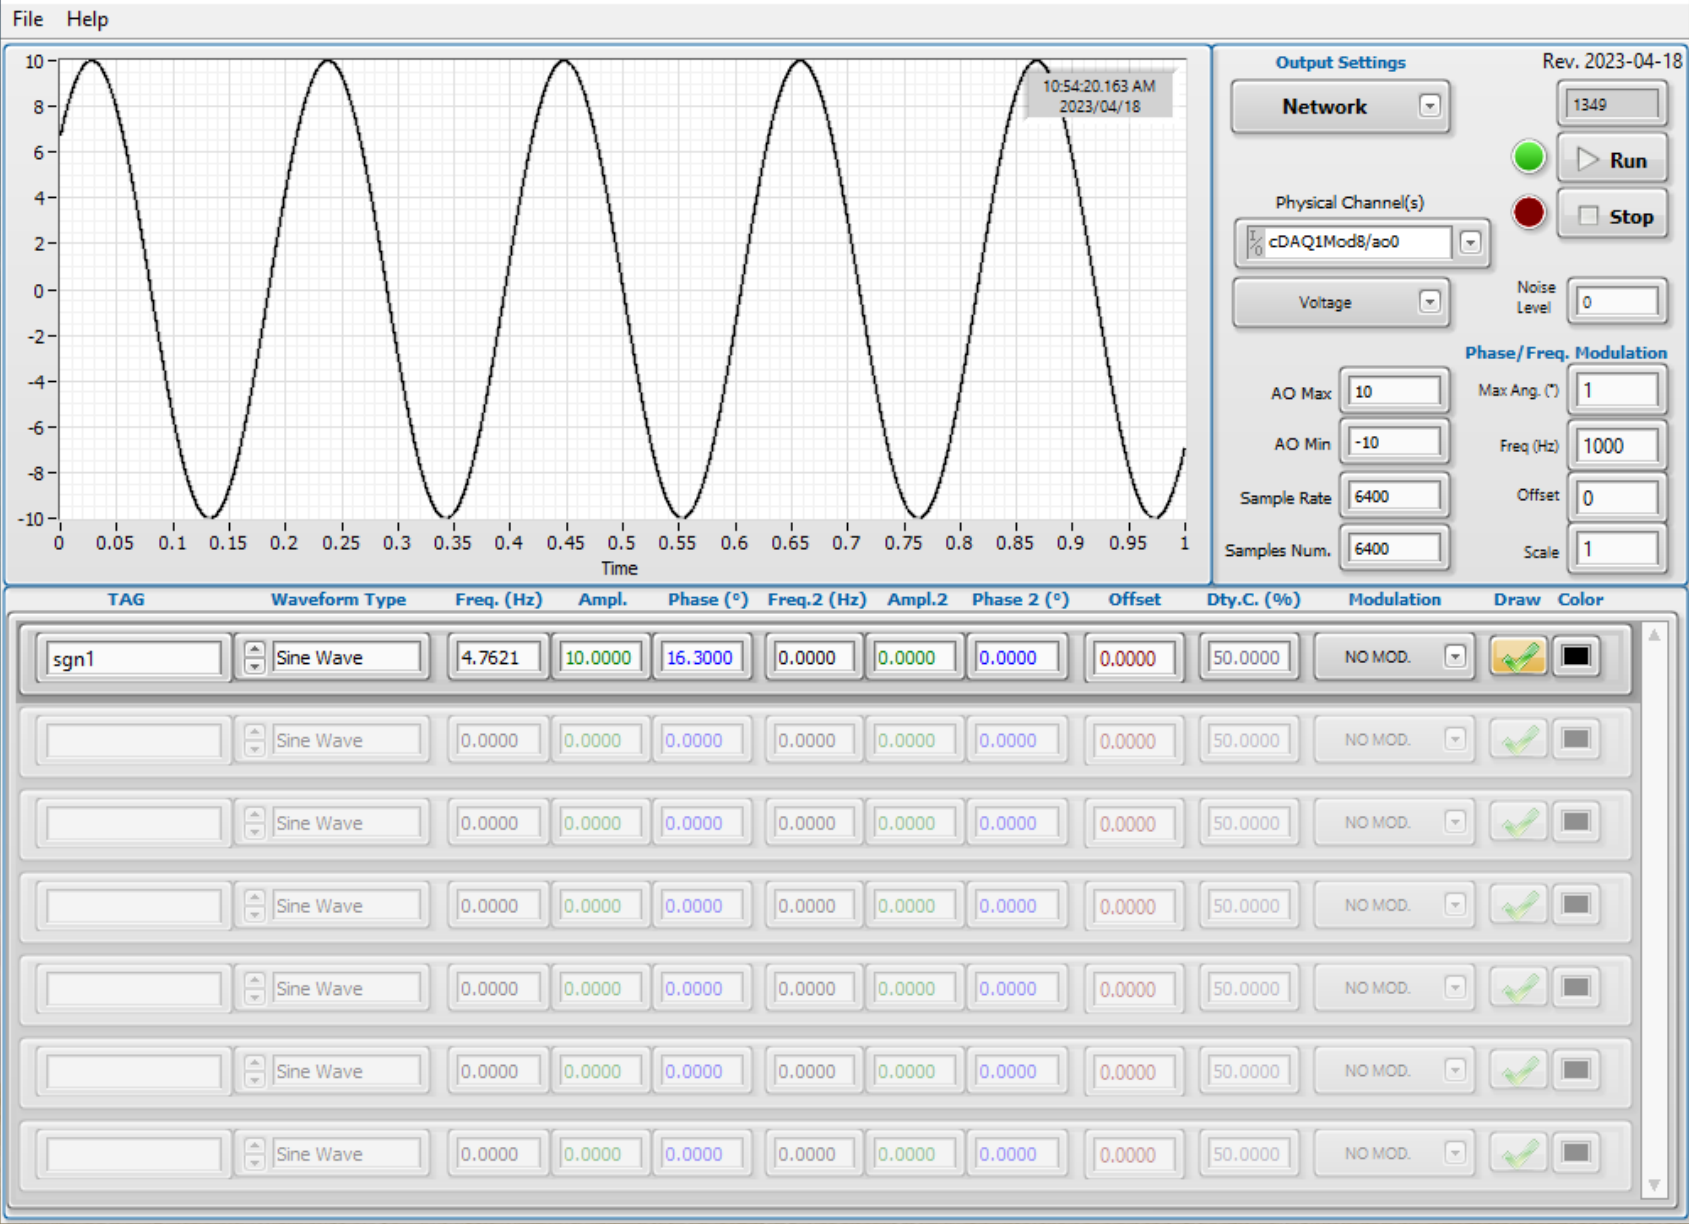 File Help
10
8
6
4
2
0
-2
-4
-6
-8
-10
10:54:20.163 AM
2023/04/18
0 0.05 0.1 0.15 0.2 0.25 0.3 0.35 0.4 0.45 0.5 0.55 0.6 0.65 0.7 0.75 0.8 0.85 0.9 0.95 1
Time
Output Settings Rev. 2023-04-18
Network 1349
Run
Physical Channel(s) Stop
I/O cDAQ1Mod8/ao0
Voltage Noise Level 0
Phase/Freq. Modulation
AO Max 10 Max Ang. (°) 1
AO Min -10 Freq (Hz) 1000
Sample Rate 6400 Offset 0
Samples Num. 6400 Scale 1
TAG Waveform Type Freq. (Hz) Ampl. Phase (°) Freq.2 (Hz) Ampl.2 Phase 2 (°) Offset Dty.C. (%) Modulation Draw Color
sgn1 Sine Wave 4.7621 10.0000 16.3000 0.0000 0.0000 0.0000 0.0000 50.0000 NO MOD.
Sine Wave 0.0000 0.0000 0.0000 0.0000 0.0000 0.0000 0.0000 50.0000 NO MOD.
Sine Wave 0.0000 0.0000 0.0000 0.0000 0.0000 0.0000 0.0000 50.0000 NO MOD.
Sine Wave 0.0000 0.0000 0.0000 0.0000 0.0000 0.0000 0.0000 50.0000 NO MOD.
Sine Wave 0.0000 0.0000 0.0000 0.0000 0.0000 0.0000 0.0000 50.0000 NO MOD.
Sine Wave 0.0000 0.0000 0.0000 0.0000 0.0000 0.0000 0.0000 50.0000 NO MOD.
Sine Wave 0.0000 0.0000 0.0000 0.0000 0.0000 0.0000 0.0000 50.0000 NO MOD.